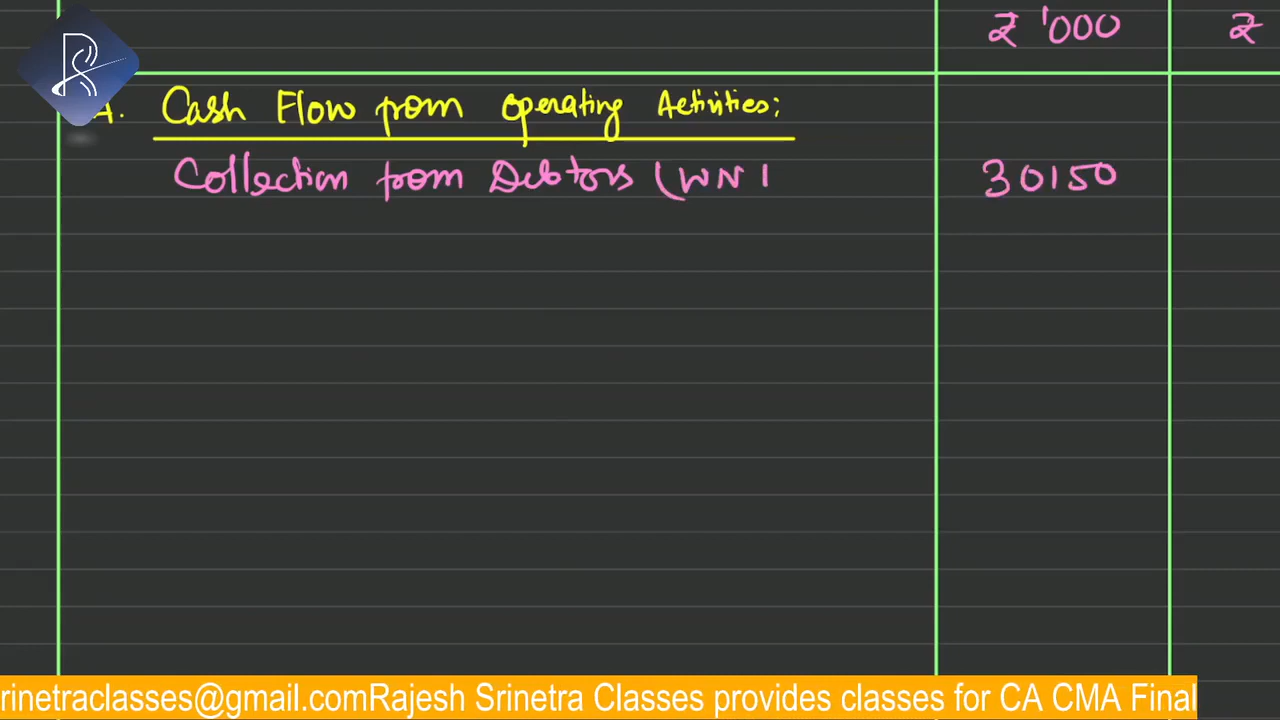 ₹ '000 ₹
A. Cash Flow from Operating Activities:
Collection from Debtors (WN 1 30150
rinetraclasses@gmail.comRajesh Srinetra Classes provides classes for CA CMA Final